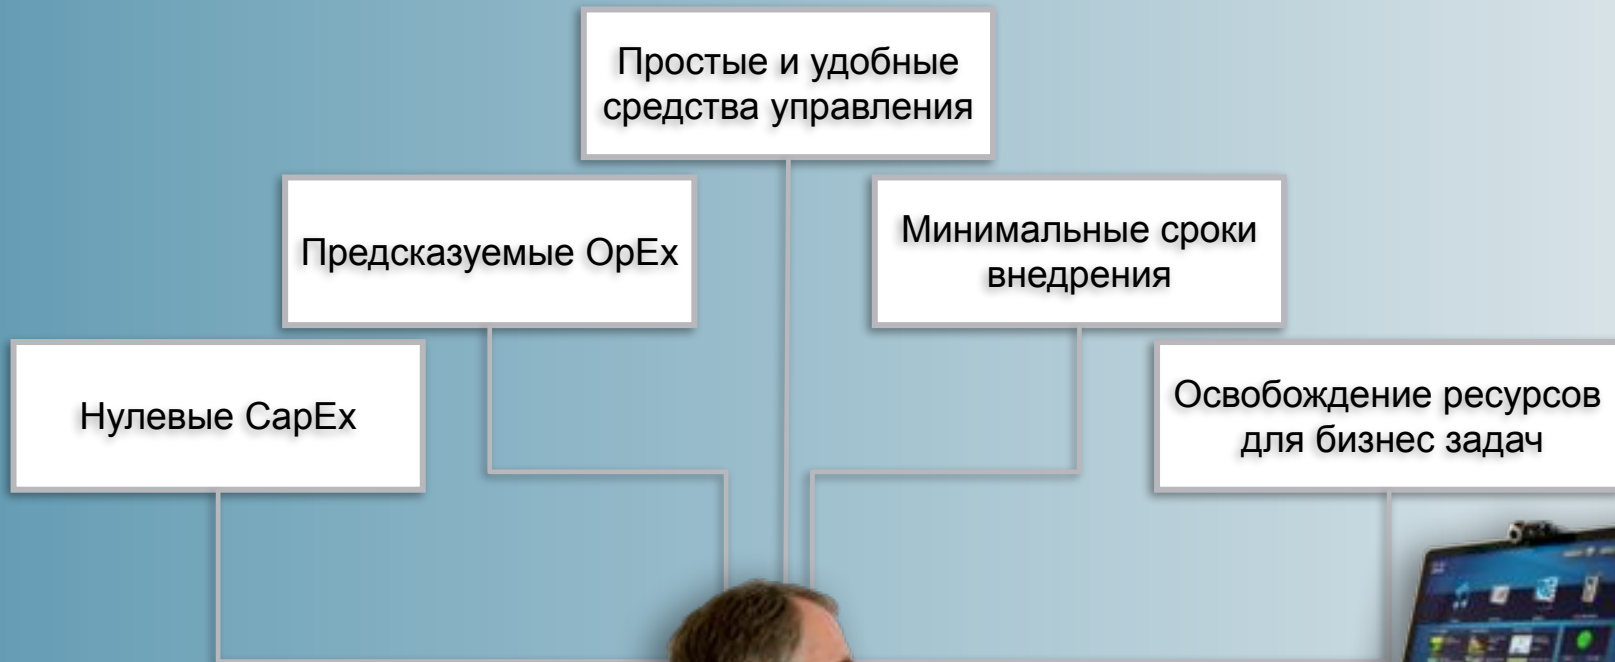 Простые и удобные
средства управления
Предсказуемые OpEx
Минимальные сроки
внедрения
Нулевые CapEx
Освобождение ресурсов
для бизнес задач